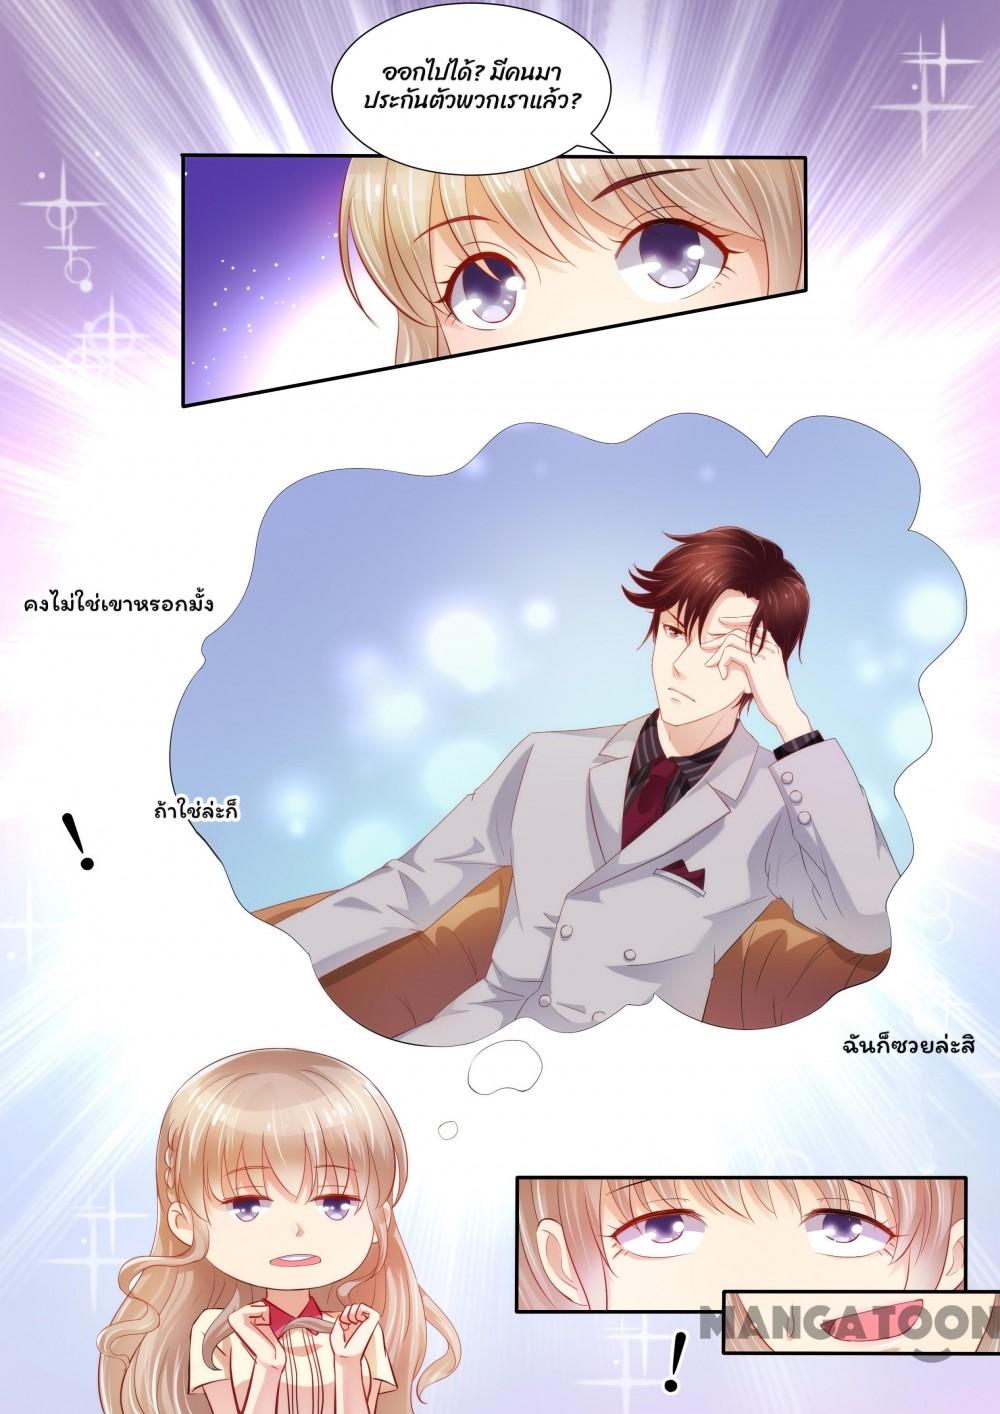 ออกไปได้? มีคนมา
ประกันตัวพวกเราแล้ว?
คงไม่ใช่เขาหรอกมั้ง
ถ้าใช่ล่ะก็
!
ฉันก็ซวยล่ะสิ
MANGATOON
!